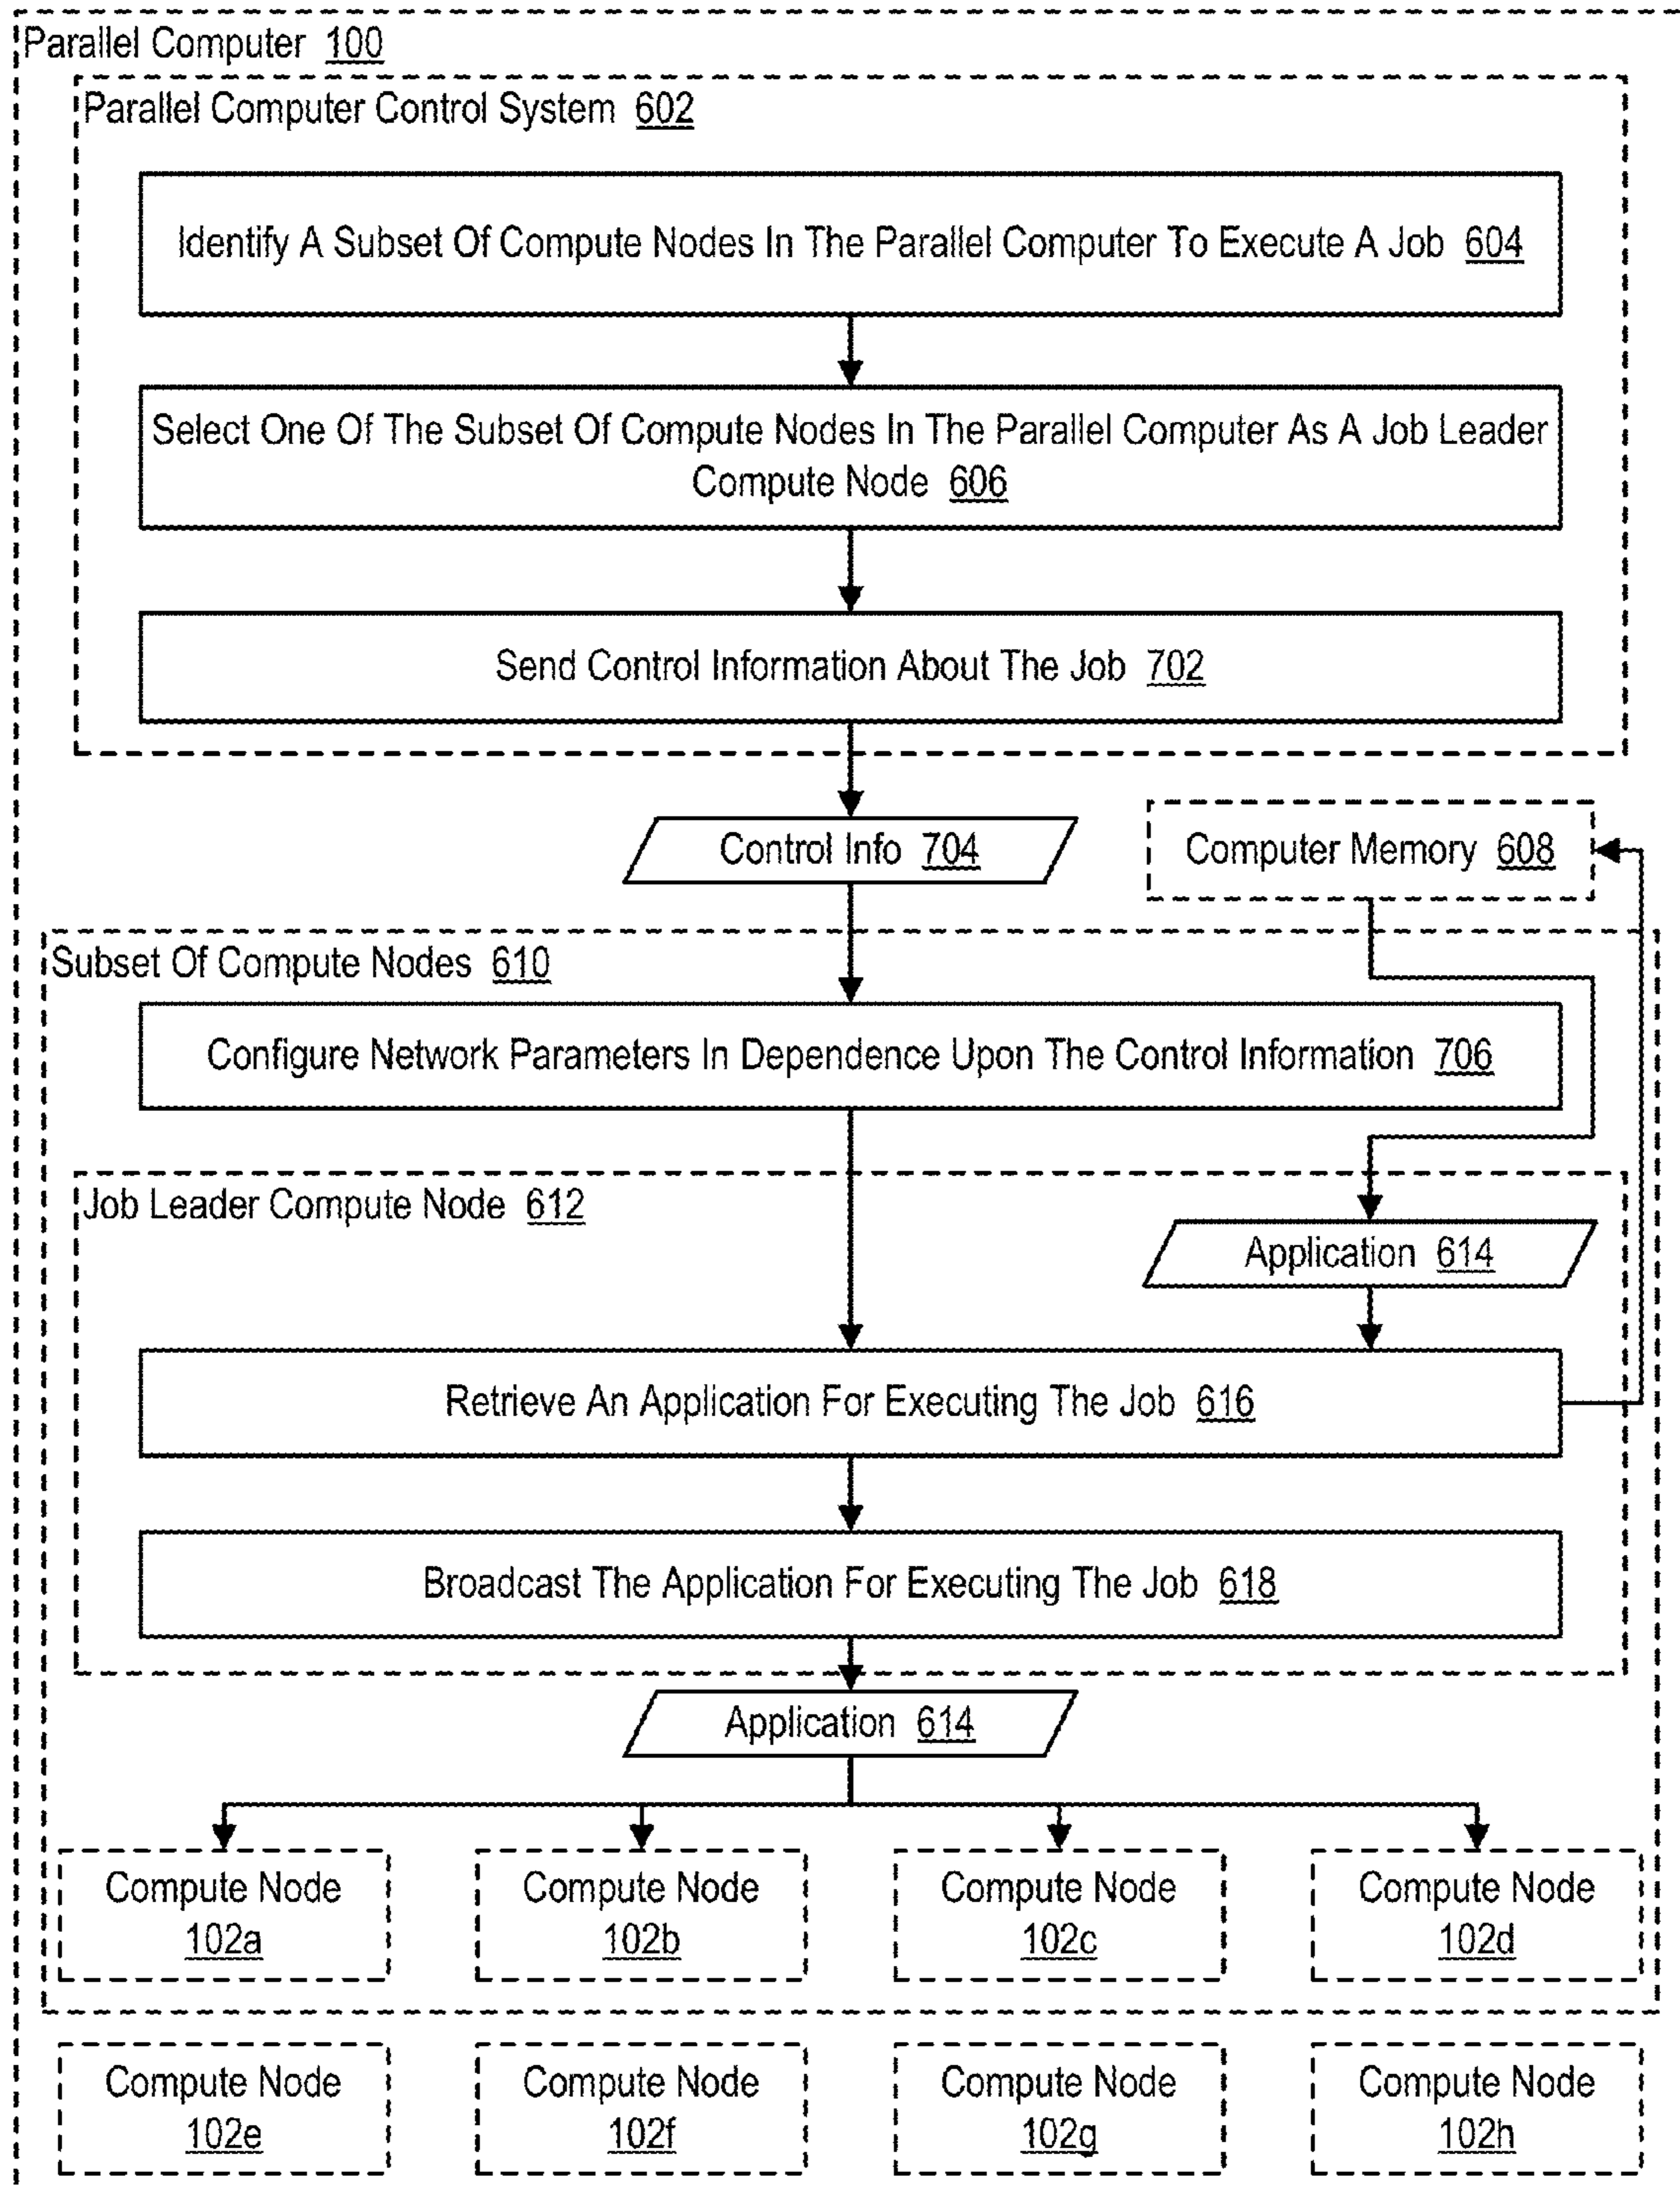 Parallel Computer 100
Parallel Computer Control System 602
Identify A Subset Of Compute Nodes In The Parallel Computer To Execute A Job 604
Select One Of The Subset Of Compute Nodes In The Parallel Computer As A Job Leader
Compute Node 606
Send Control Information About The Job 702
Control Info 704
Computer Memory 608
Subset Of Compute Nodes 610
Configure Network Parameters In Dependence Upon The Control Information 706
Job Leader Compute Node 612
Application 614
Retrieve An Application For Executing The Job 616
Broadcast The Application For Executing The Job 618
Application 614
Compute Node
102a
Compute Node
102b
Compute Node
102c
Compute Node
102d
Compute Node
102e
Compute Node
102f
Compute Node
102g
Compute Node
102h